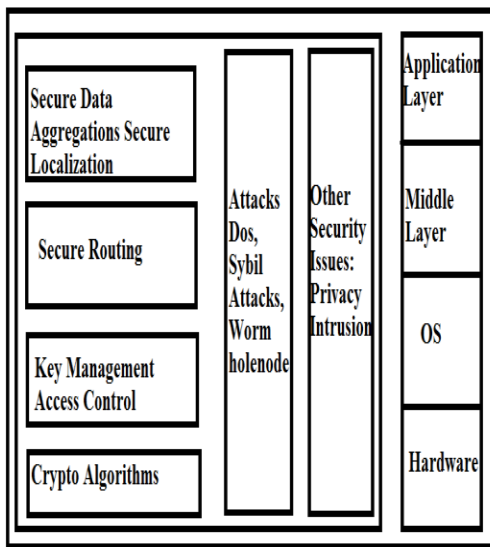 Secure Data
Aggregations Secure
Localization
Secure Routing
Key Management
Access Control
Crypto Algorithms
Attacks
Dos,
Sybil
Attacks,
Worm
holenode
Other
Security
Issues:
Privacy
Intrusion
Application
Layer
Middle
Layer
OS
Hardware